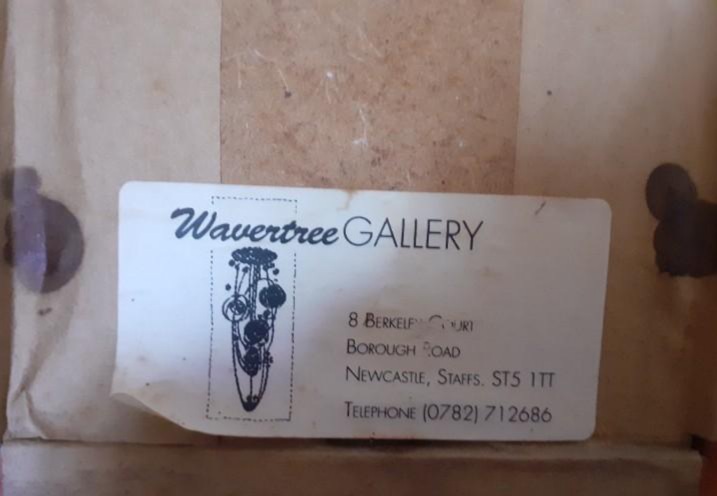 Wavertree GALLERY
8 BERKELEY COURT
BOROUGH ROAD
NEWCASTLE, STAFFS. ST5 1TT
TELEPHONE (0782) 712686